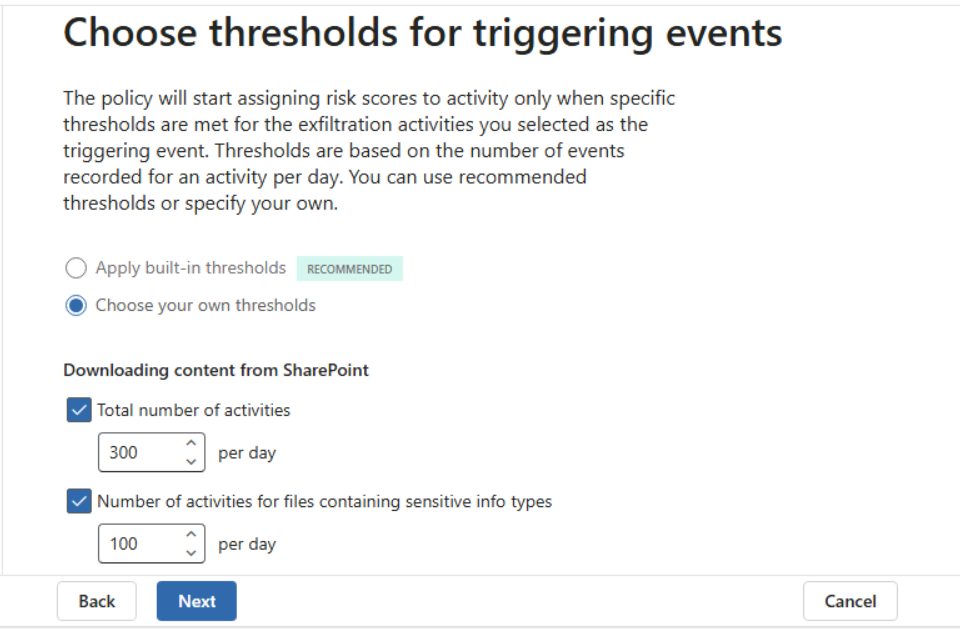 Choose thresholds for triggering events
The policy will start assigning risk scores to activity only when specific
thresholds are met for the exfiltration activities you selected as the
triggering event. Thresholds are based on the number of events
recorded for an activity per day. You can use recommended
thresholds or specify your own.
Apply built-in thresholds RECOMMENDED
Choose your own thresholds
Downloading content from SharePoint
Total number of activities
300 per day
Number of activities for files containing sensitive info types
100 per day
Back Next Cancel